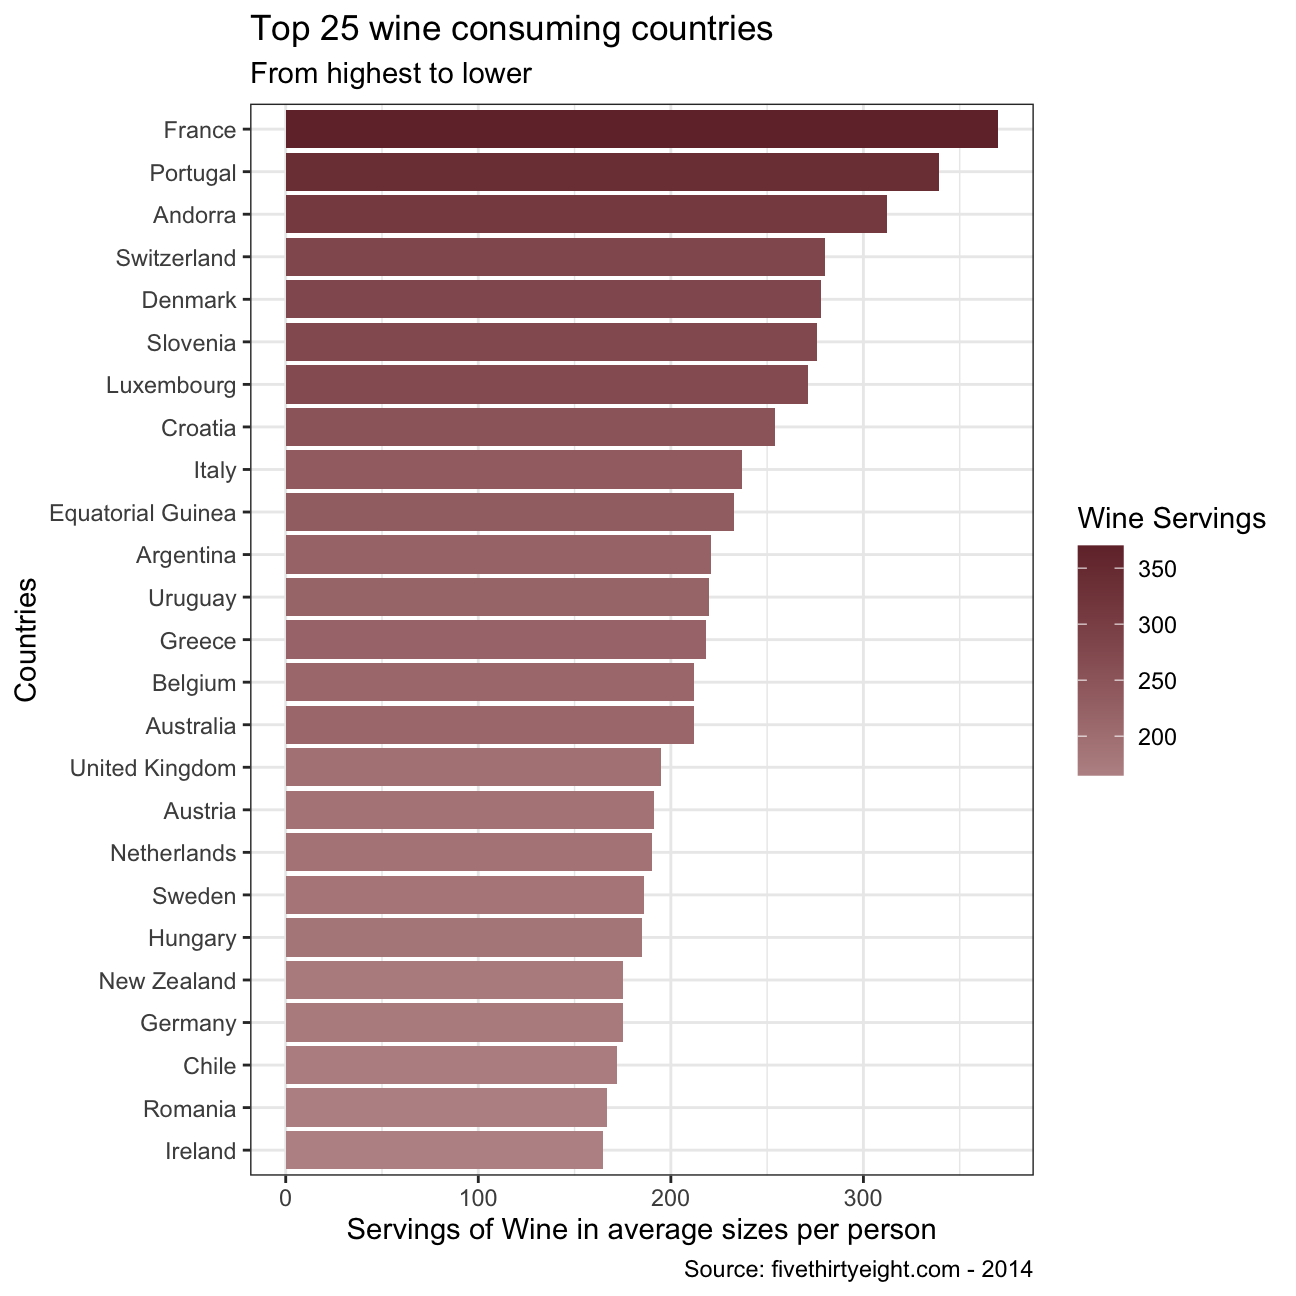 Top 25 wine consuming countries
From highest to lower
France
Portugal
Andorra
Switzerland
Denmark
Slovenia
Luxembourg
Croatia
Italy
Equatorial Guinea
Argentina
Uruguay
Greece
Belgium
Australia
United Kingdom
Austria
Netherlands
Sweden
Hungary
New Zealand
Germany
Chile
Romania
Ireland
Countries
0 100 200 300
Servings of Wine in average sizes per person
Source: fivethirtyeight.com - 2014
Wine Servings
350
300
250
200